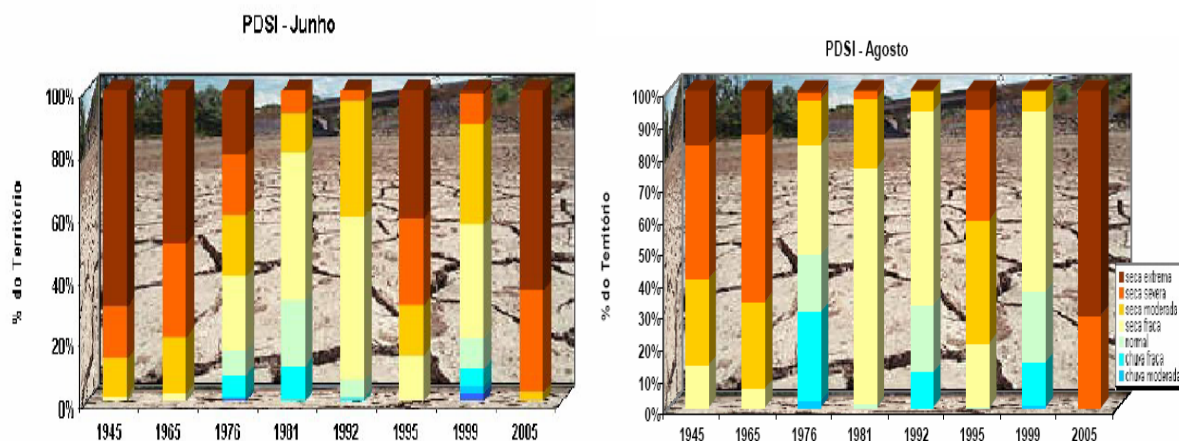 PDSI - Junho
% do Território
100%
80%
60%
40%
20%
0%
1945 1965 1976 1981 1992 1995 1999 2005
PDSI - Agosto
% do Território
100%
90%
80%
70%
60%
50%
40%
30%
20%
10%
0%
1945 1965 1976 1981 1992 1995 1999 2005
seca extrema
seca severa
seca moderada
seca fraca
normal
chuva fraca
chuva moderada